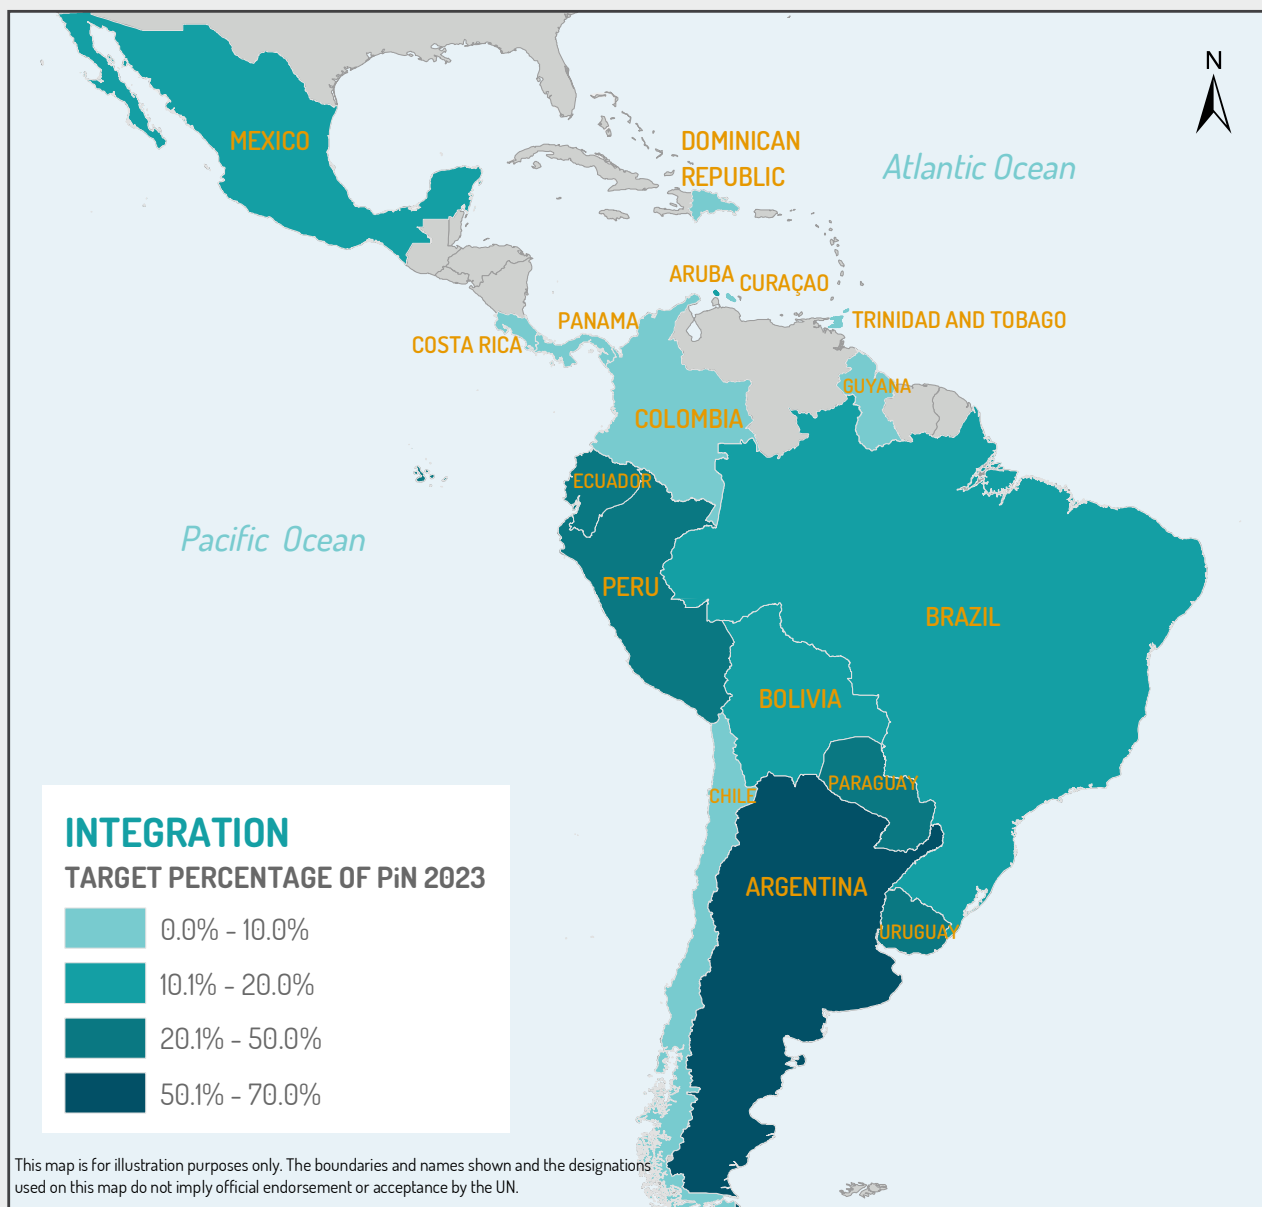 N
MEXICO
DOMINICAN
REPUBLIC
Atlantic Ocean
ARUBA
CURAÇAO
PANAMA
TRINIDAD AND TOBAGO
COSTA RICA
GUYANA
COLOMBIA
ECUADOR
Pacific Ocean
PERU
BRAZIL
BOLIVIA
PARAGUAY
CHILE
ARGENTINA
URUGUAY
INTEGRATION
TARGET PERCENTAGE OF PiN 2023
0.0% - 10.0%
10.1% - 20.0%
20.1% - 50.0%
50.1% - 70.0%
This map is for illustration purposes only. The boundaries and names shown and the designations
used on this map do not imply official endorsement or acceptance by the UN.